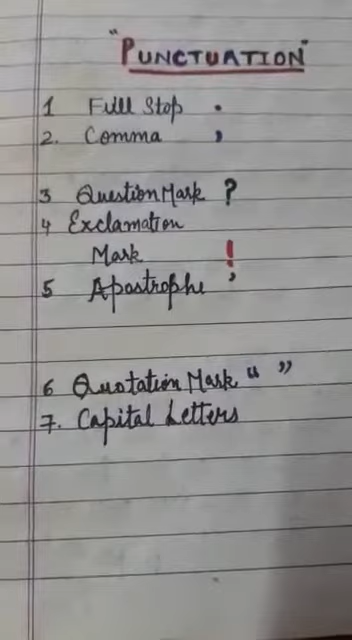 "PUNCTUATION"
1 Full Stop .
2. Comma ,
3 Question Mark ?
4 Exclamation
Mark !
5 Apostrophe ’
6 Quotation Mark “ ”
7. Capital Letters